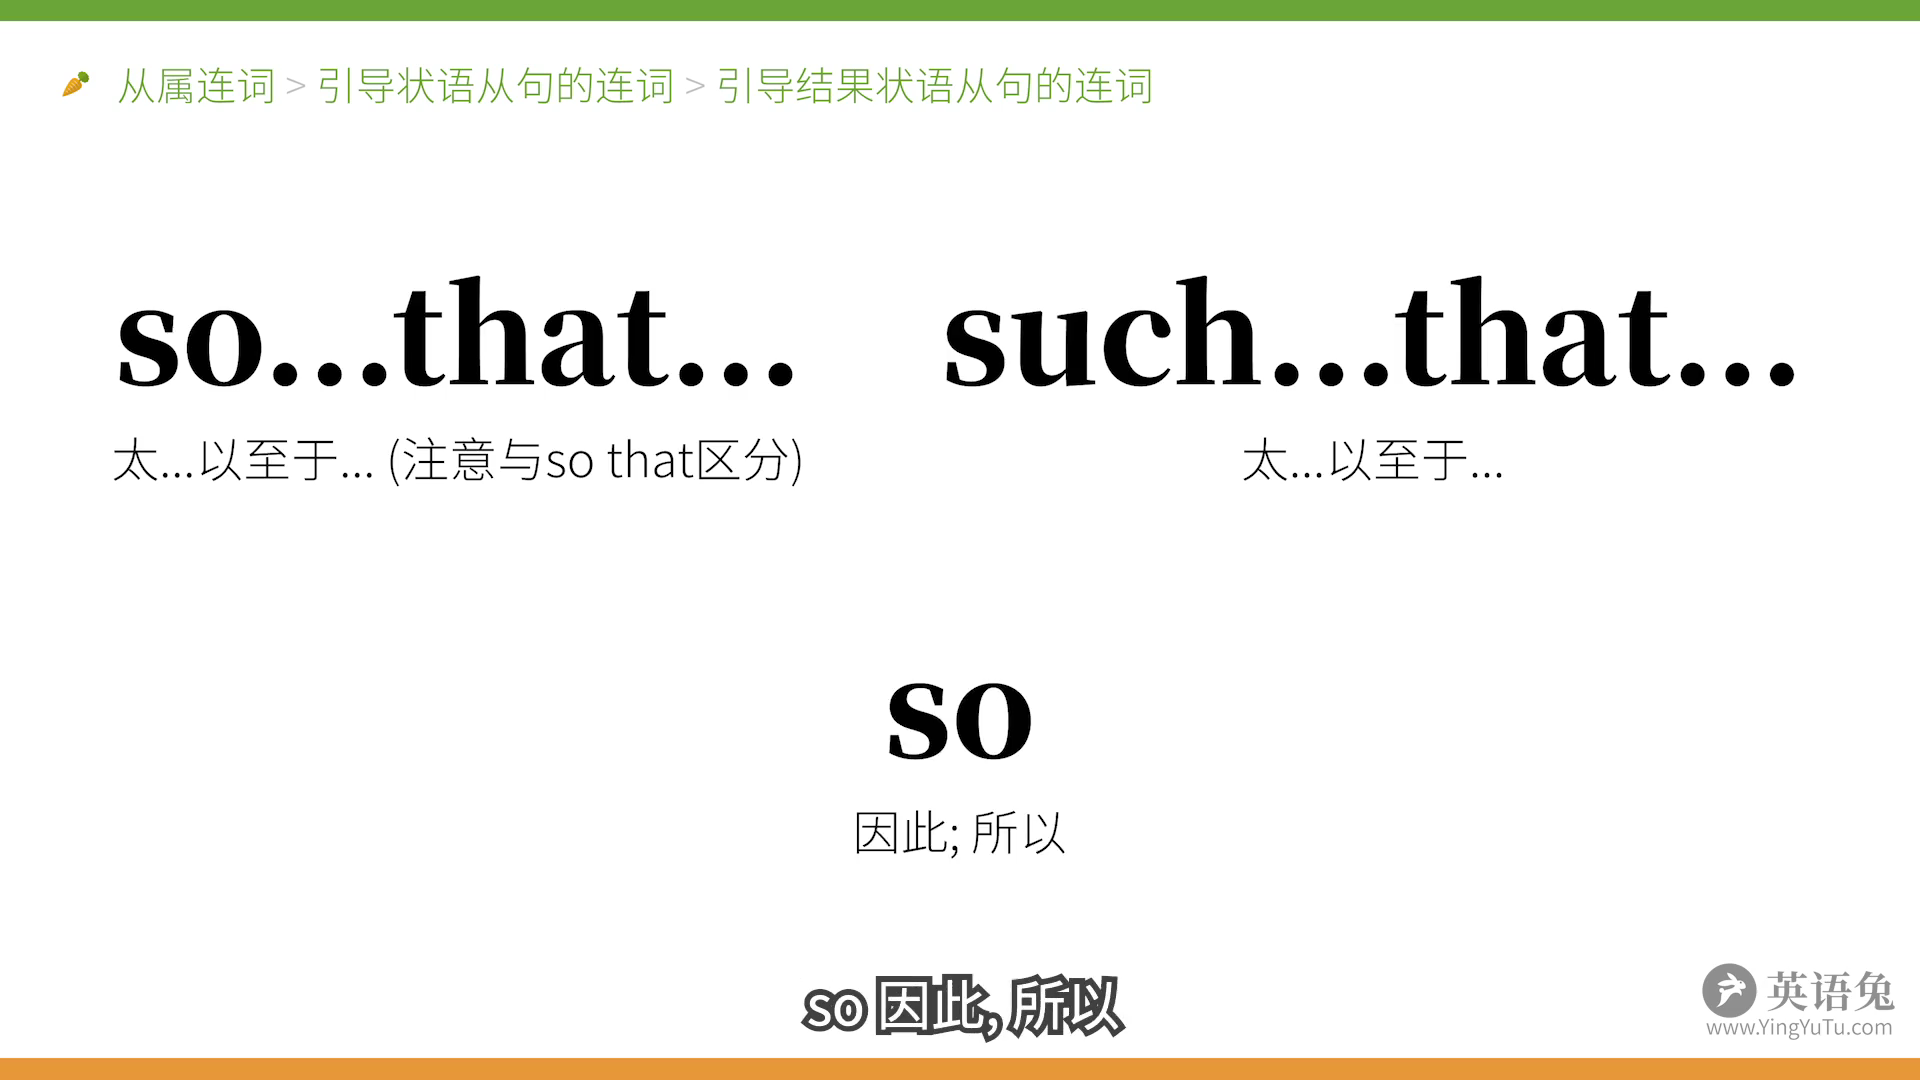 从属连词 > 引导状语从句的连词 > 引导结果状语从句的连词
so...that... such...that...
太...以至于... (注意与so that区分) 太...以至于...
so
因此; 所以
so 因此, 所以
英语兔
www.YingYuTu.com